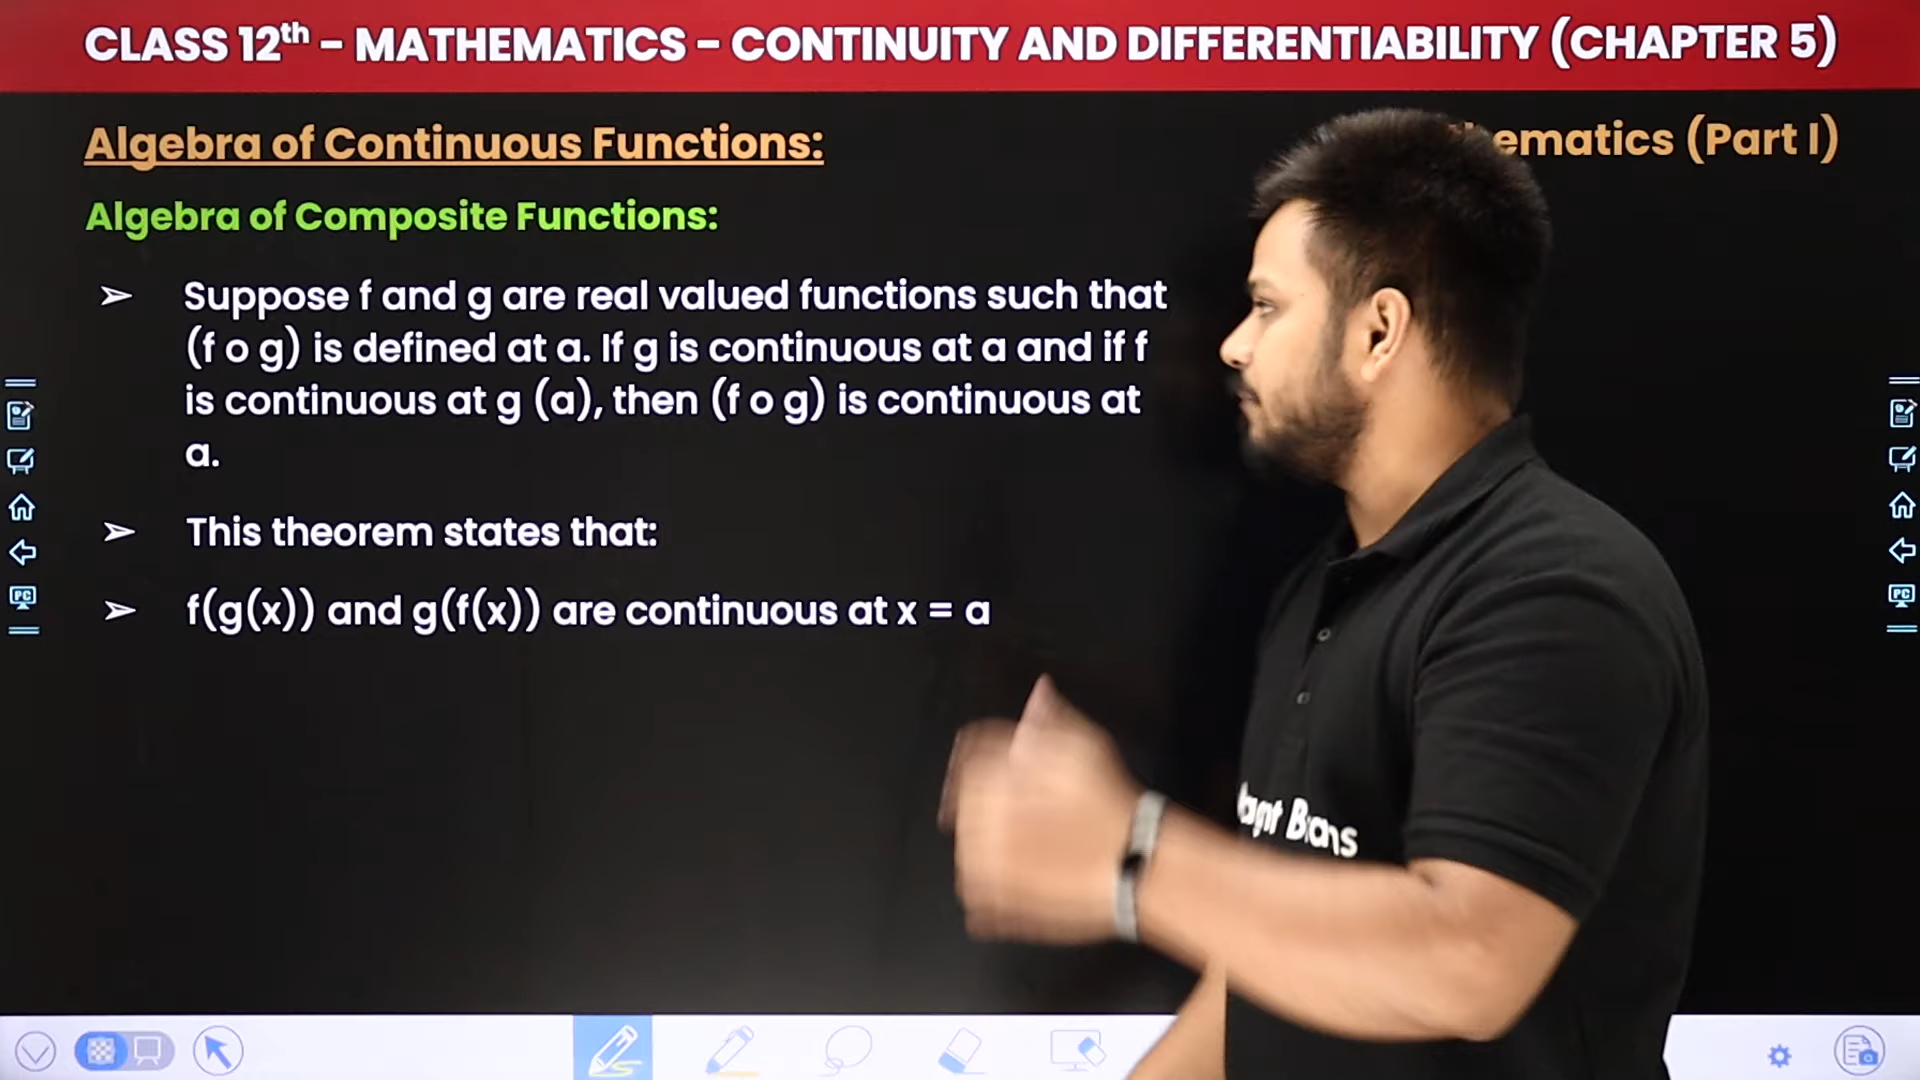 CLASS 12th – MATHEMATICS – CONTINUITY AND DIFFERENTIABILITY (CHAPTER 5)
Algebra of Continuous Functions:
ematics (Part I)
Algebra of Composite Functions:
➢ Suppose f and g are real valued functions such that
(f o g) is defined at a. If g is continuous at a and if f
is continuous at g (a), then (f o g) is continuous at
a.
➢ This theorem states that:
➢ f(g(x)) and g(f(x)) are continuous at x = a
PC
PC